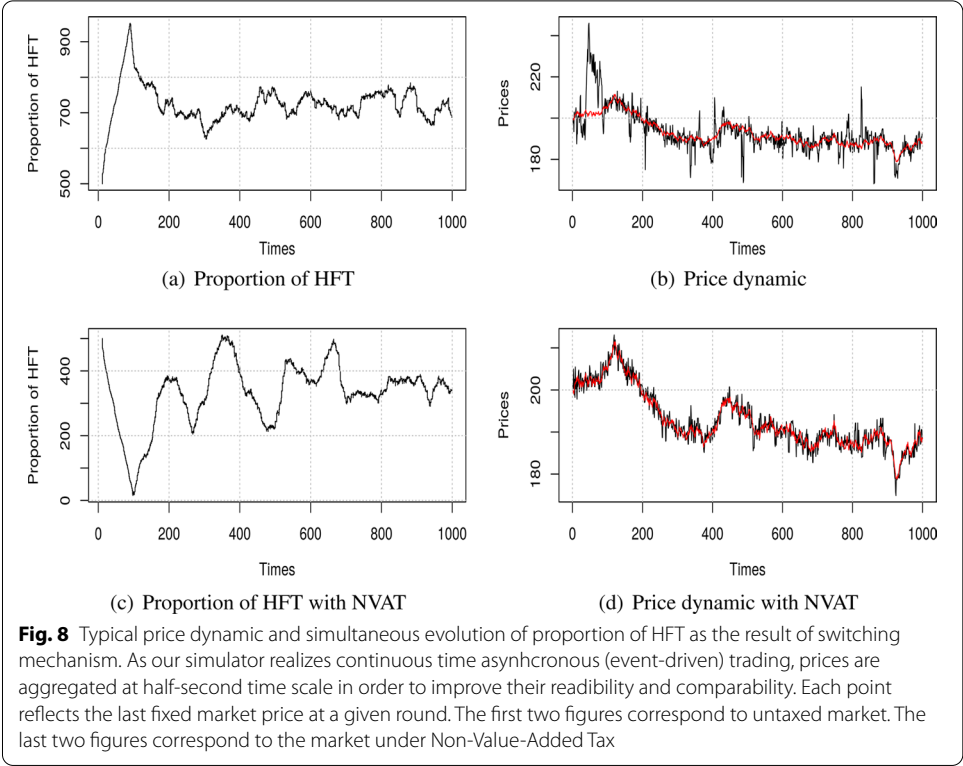 Proportion of HFT
900
700
500
0 200 400 600 800 1000
Times
(a) Proportion of HFT
Prices
220
180
0 200 400 600 800 1000
Times
(b) Price dynamic
Proportion of HFT
400
200
0
0 200 400 600 800 1000
Times
(c) Proportion of HFT with NVAT
Prices
200
180
0 200 400 600 800 1000
Times
(d) Price dynamic with NVAT
Fig. 8 Typical price dynamic and simultaneous evolution of proportion of HFT as the result of switching
mechanism. As our simulator realizes continuous time asynhcronous (event-driven) trading, prices are
aggregated at half-second time scale in order to improve their readibility and comparability. Each point
reflects the last fixed market price at a given round. The first two figures correspond to untaxed market. The
last two figures correspond to the market under Non-Value-Added Tax